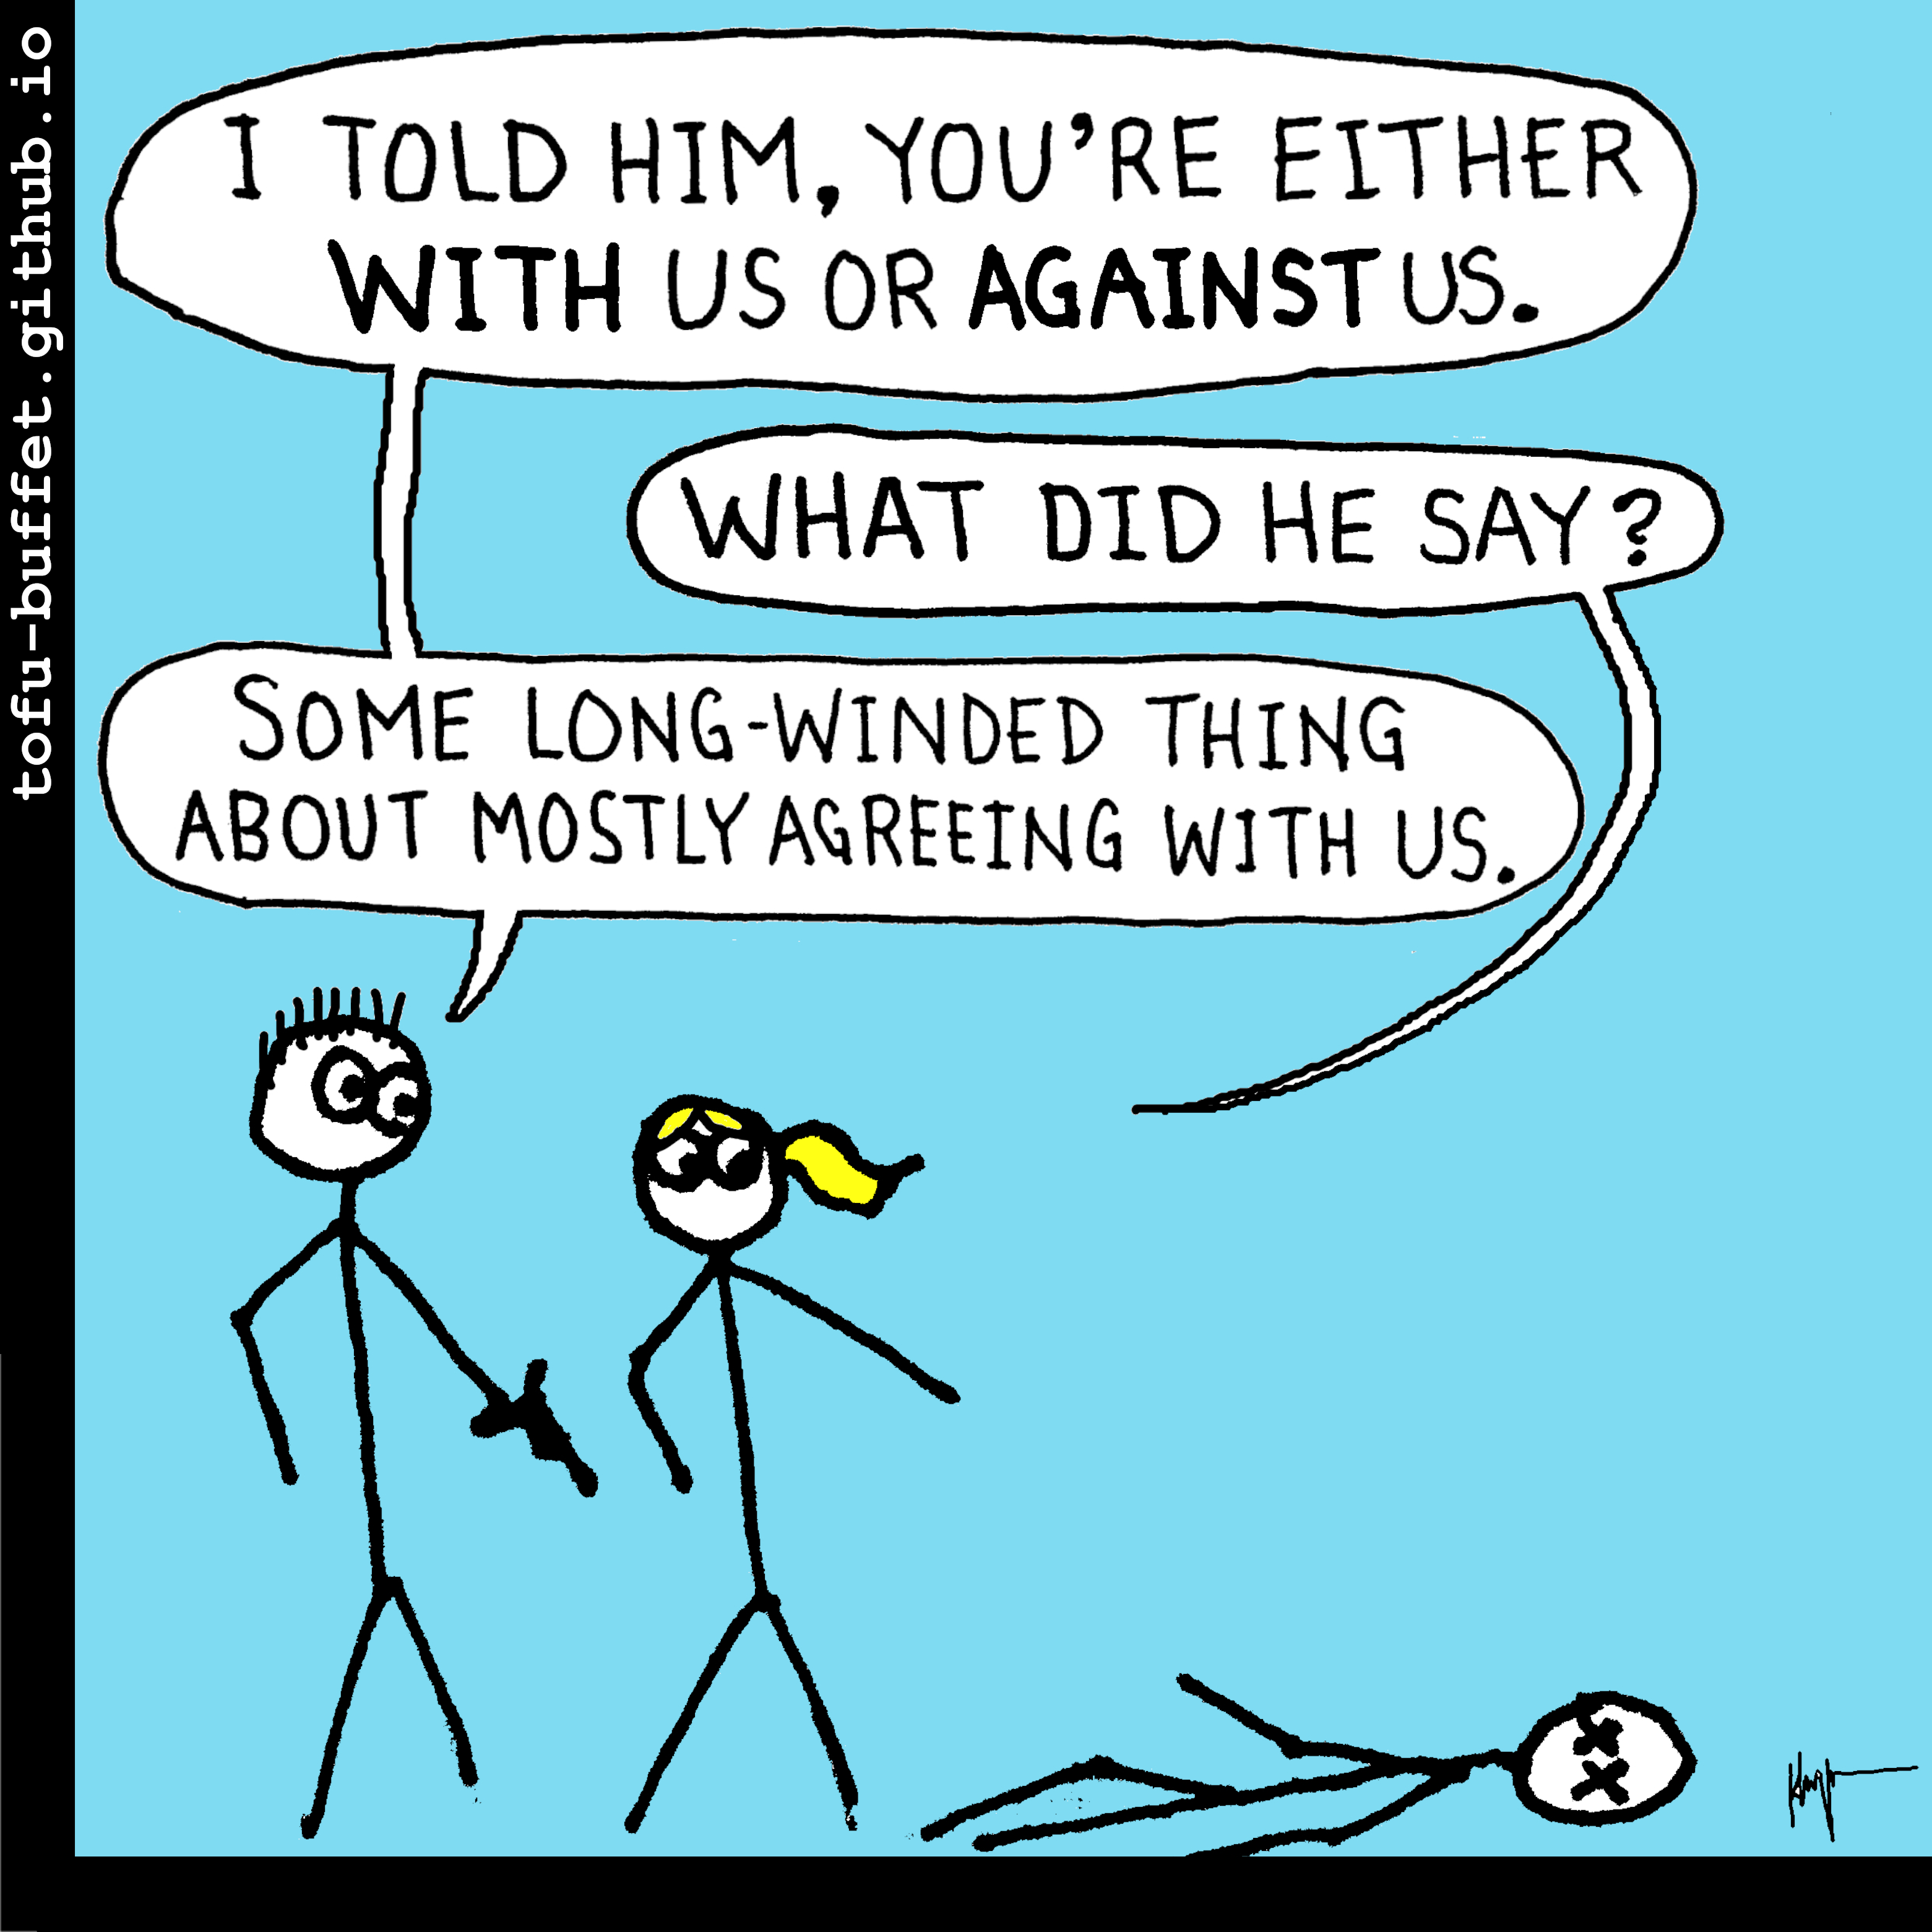 tofu-buffet.github.io
I TOLD HIM, YOU'RE EITHER
WITH US OR AGAINST US.
WHAT DID HE SAY?
SOME LONG-WINDED THING
ABOUT MOSTLY AGREEING WITH US.